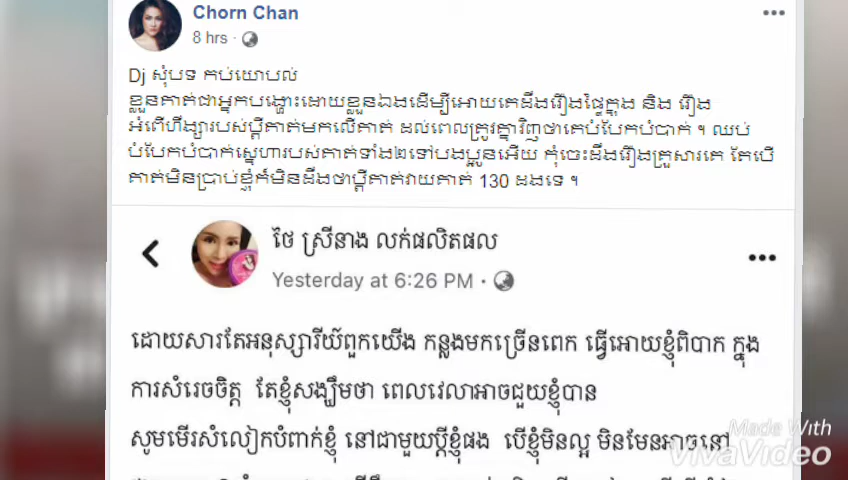 Chorn Chan
8 hrs ·
Dj សុំបទ កប់យោបល់
ខ្លួនគាត់ជាអ្នកបង្ហោះដោយខ្លួនឯងដើម្បីអោយគេដឹងរឿងផ្ទៃក្នុង និង រឿង
អំពើហឹង្សារបស់ប្តីគាត់មកលើគាត់ ដល់ពេលត្រូវគ្នាវិញថាគេបំបែកបំបាក់ ។ ឈប់
បំបែកបំបាក់ស្នេហារបស់គាត់ទាំង២ទៅបងប្អូនអើយ កុំចេះដឹងរឿងគ្រួសារគេ តែបើ
គាត់មិនប្រាប់ខ្ញុំក៏មិនដឹងថាប្តីគាត់វាយគាត់ 130 ដងទេ ។
ថៃ ស្រីនាង លក់ផលិតផល
Yesterday at 6:26 PM ·
ដោយសារតែអនុស្សាវរីយ៍ពួកយើង កន្លងមកច្រើនពេក ធ្វើអោយខ្ញុំពិបាក ក្នុង
ការសំរេចចិត្ត តែខ្ញុំសង្ឃឹមថា ពេលវេលាអាចជួយខ្ញុំបាន
សូមមើរសំលៀកបំពាក់ខ្ញុំ នៅជាមួយប្តីខ្ញុំផង បើខ្ញុំមិនល្អ មិនមែនអាចនៅ
Made With
VivaVideo